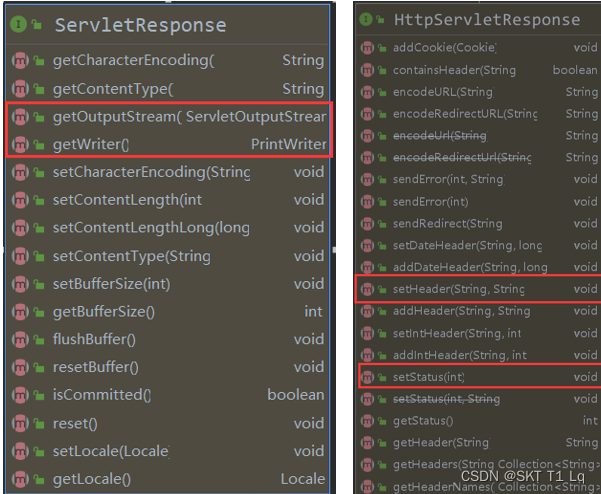 ServletResponse
getCharacterEncoding( String
getContentType( String
getOutputStream( ServletOutputStrear
getWriter() PrintWriter
setCharacterEncoding(String void
setContentLength(int void
setContentLengthLong(long void
setContentType(String void
setBufferSize(int) void
getBufferSize() int
flushBuffer() void
resetBuffer() void
isCommitted() boolean
reset() void
setLocale(Locale) void
getLocale() Locale
HttpServletResponse
addCookie(Cookie) void
containsHeader(String boolean
encodeURL(String String
encodeRedirectURL(String String
encodeUrl(String String
encodeRedirectUrl(String String
sendError(int, String) void
sendError(int) void
sendRedirect(String void
setDateHeader(String, long void
addDateHeader(String, long void
setHeader(String, String void
addHeader(String, String void
setIntHeader(String, int void
addIntHeader(String, int void
setStatus(int) void
setStatus(int, String void
getStatus() int
getHeader(String String
getHeaders(String Collection<String>
getHeaderNames( Collection<String>
CSDN @SKT T1 Lq